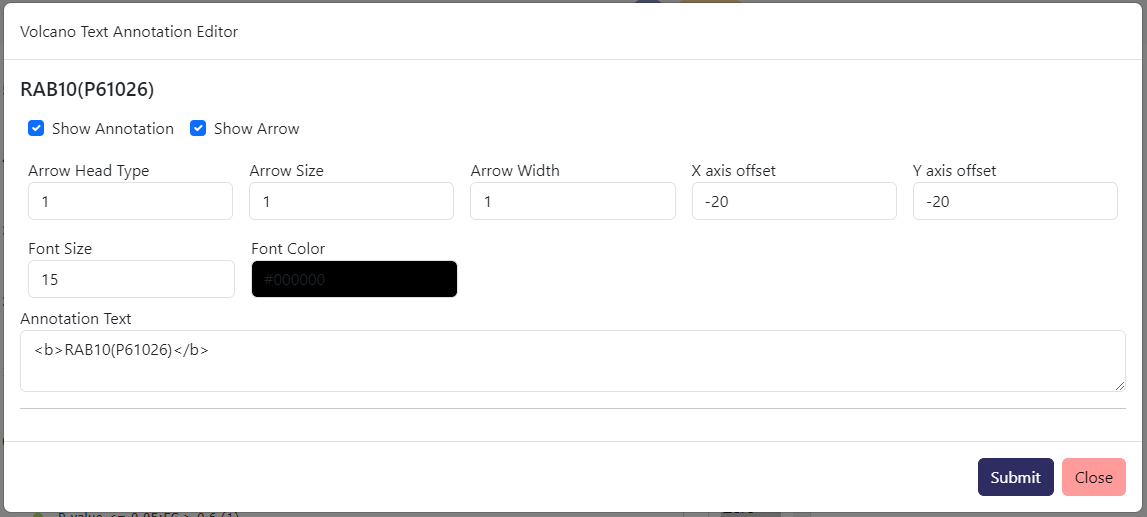 Volcano Text Annotation Editor
RAB10(P61026)
Show Annotation Show Arrow
Arrow Head Type Arrow Size Arrow Width X axis offset Y axis offset
1 1 1 -20 -20
Font Size Font Color
15 #000000
Annotation Text
<b>RAB10(P61026)</b>
Submit Close